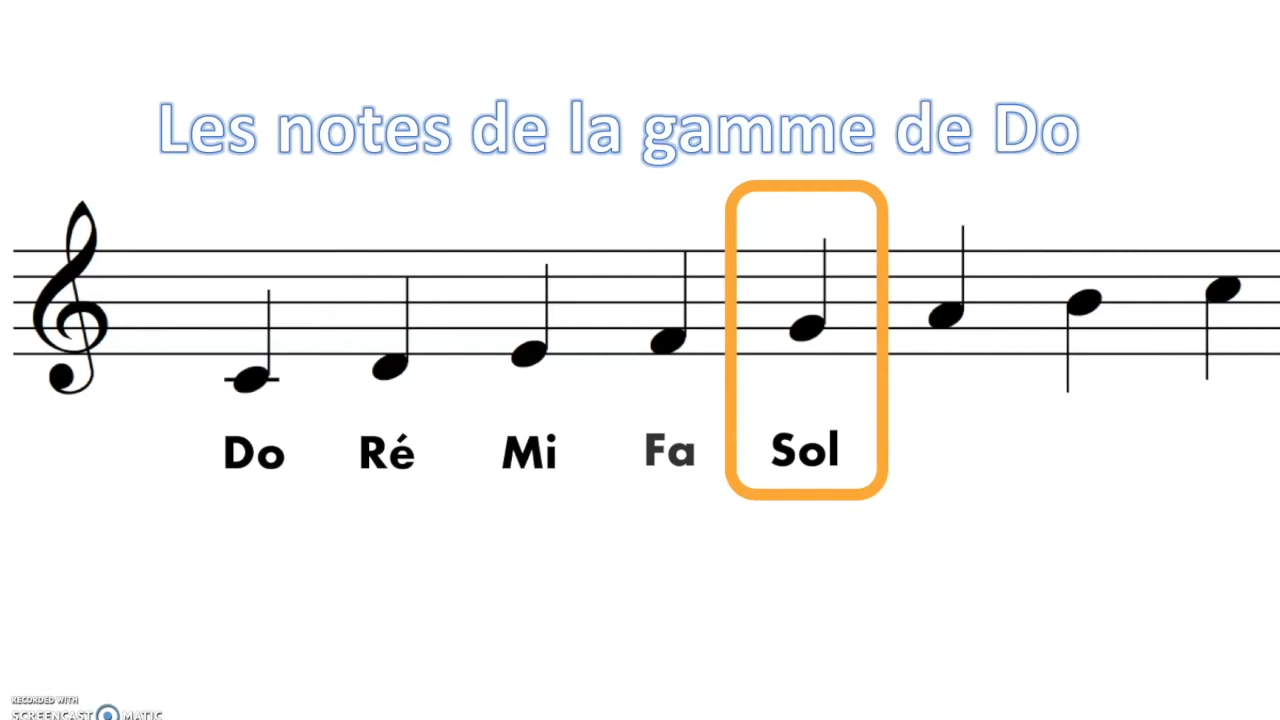 Les notes de la gamme de Do
Do Ré Mi Fa Sol
RECORDED WITH
SCREENCAST MATIC